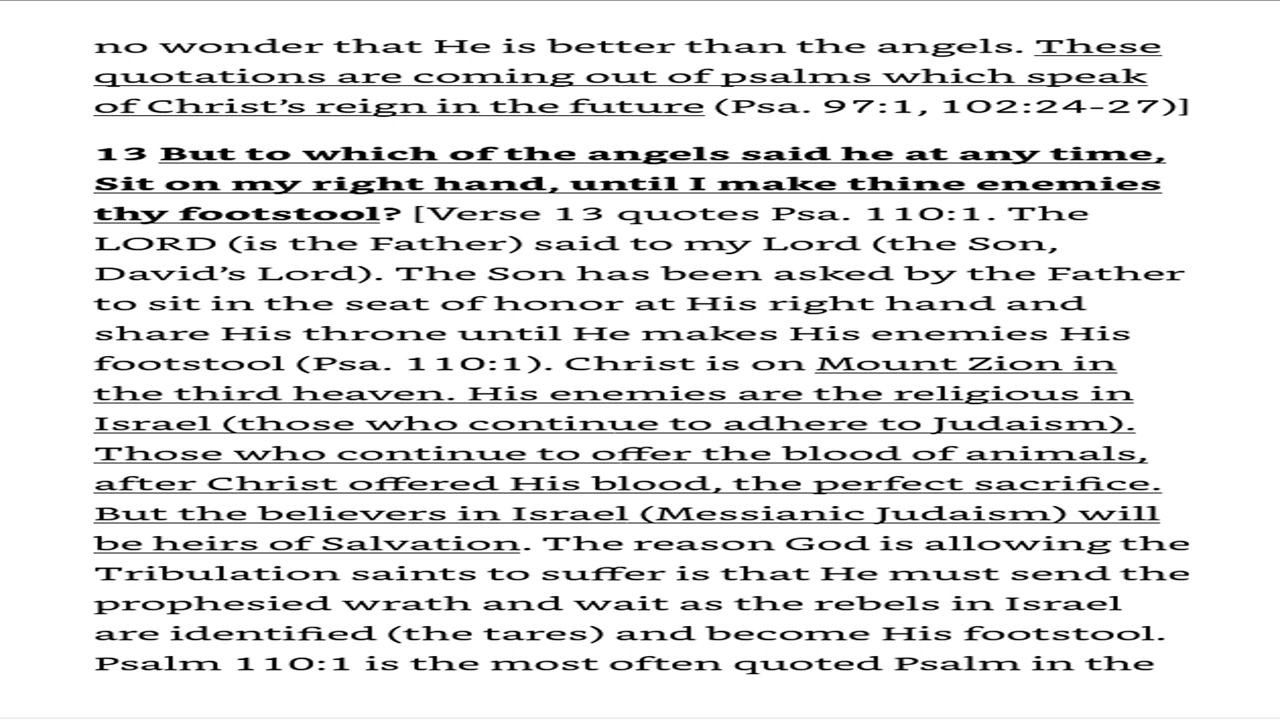 no wonder that He is better than the angels. These
quotations are coming out of psalms which speak
of Christ’s reign in the future (Psa. 97:1, 102:24-27)]
13 But to which of the angels said he at any time,
Sit on my right hand, until I make thine enemies
thy footstool? [Verse 13 quotes Psa. 110:1. The
LORD (is the Father) said to my Lord (the Son,
David’s Lord). The Son has been asked by the Father
to sit in the seat of honor at His right hand and
share His throne until He makes His enemies His
footstool (Psa. 110:1). Christ is on Mount Zion in
the third heaven. His enemies are the religious in
Israel (those who continue to adhere to Judaism).
Those who continue to offer the blood of animals,
after Christ offered His blood, the perfect sacrifice.
But the believers in Israel (Messianic Judaism) will
be heirs of Salvation. The reason God is allowing the
Tribulation saints to suffer is that He must send the
prophesied wrath and wait as the rebels in Israel
are identified (the tares) and become His footstool.
Psalm 110:1 is the most often quoted Psalm in the